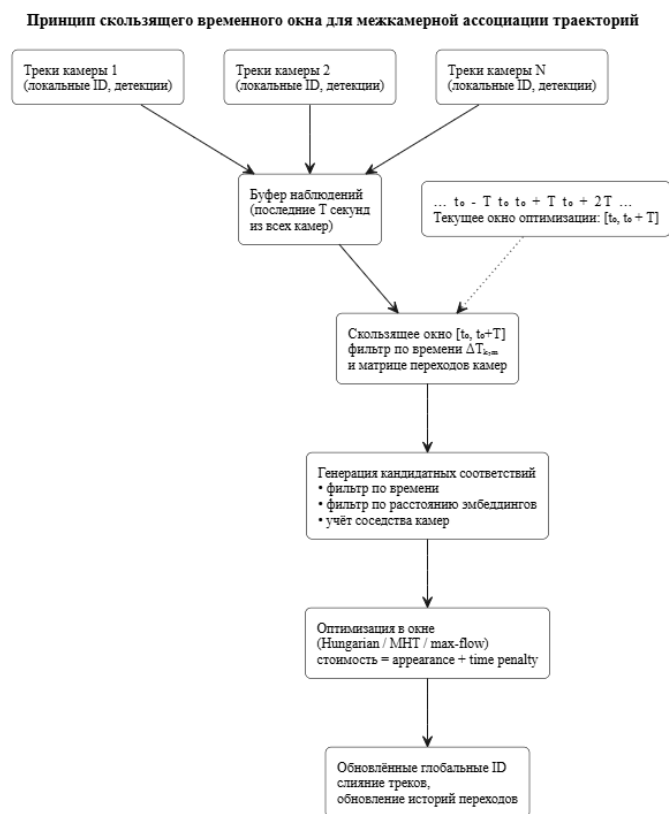 Принцип скользящего временного окна для межкамерной ассоциации траекторий
Треки камеры 1
(локальные ID, детекции)
Треки камеры 2
(локальные ID, детекции)
Треки камеры N
(локальные ID, детекции)
Буфер наблюдений
(последние T секунд
из всех камер)
... t₀ - T t₀ t₀ + T t₀ + 2T ...
Текущее окно оптимизации: [t₀, t₀ + T]
Скользящее окно [t₀, t₀+T]
фильтр по времени ΔTₖ,ₘ
и матрице переходов камер
Генерация кандидатных соответствий
• фильтр по времени
• фильтр по расстоянию эмбеддингов
• учёт соседства камер
Оптимизация в окне
(Hungarian / MHT / max-flow)
стоимость = appearance + time penalty
Обновлённые глобальные ID
слияние треков,
обновление историй переходов